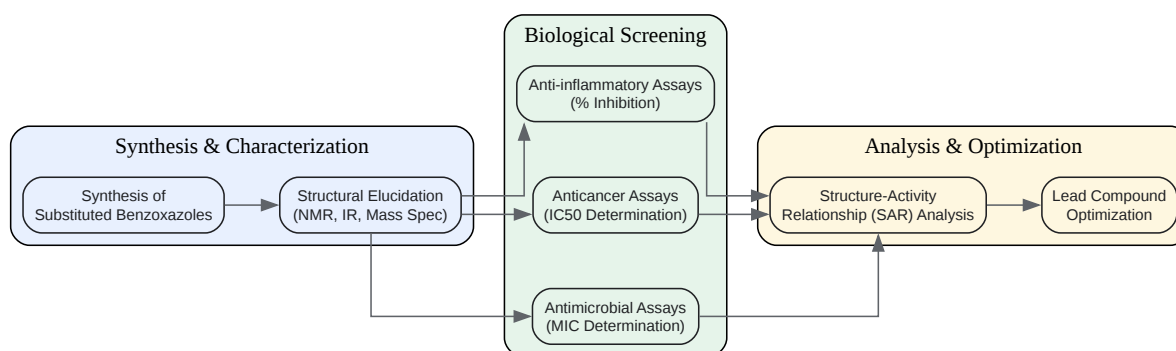 Synthesis & Characterization
Synthesis of
Substituted Benzoxazoles
Structural Elucidation
(NMR, IR, Mass Spec)
Biological Screening
Anti-inflammatory Assays
(% Inhibition)
Anticancer Assays
(IC50 Determination)
Antimicrobial Assays
(MIC Determination)
Analysis & Optimization
Structure-Activity
Relationship (SAR) Analysis
Lead Compound
Optimization